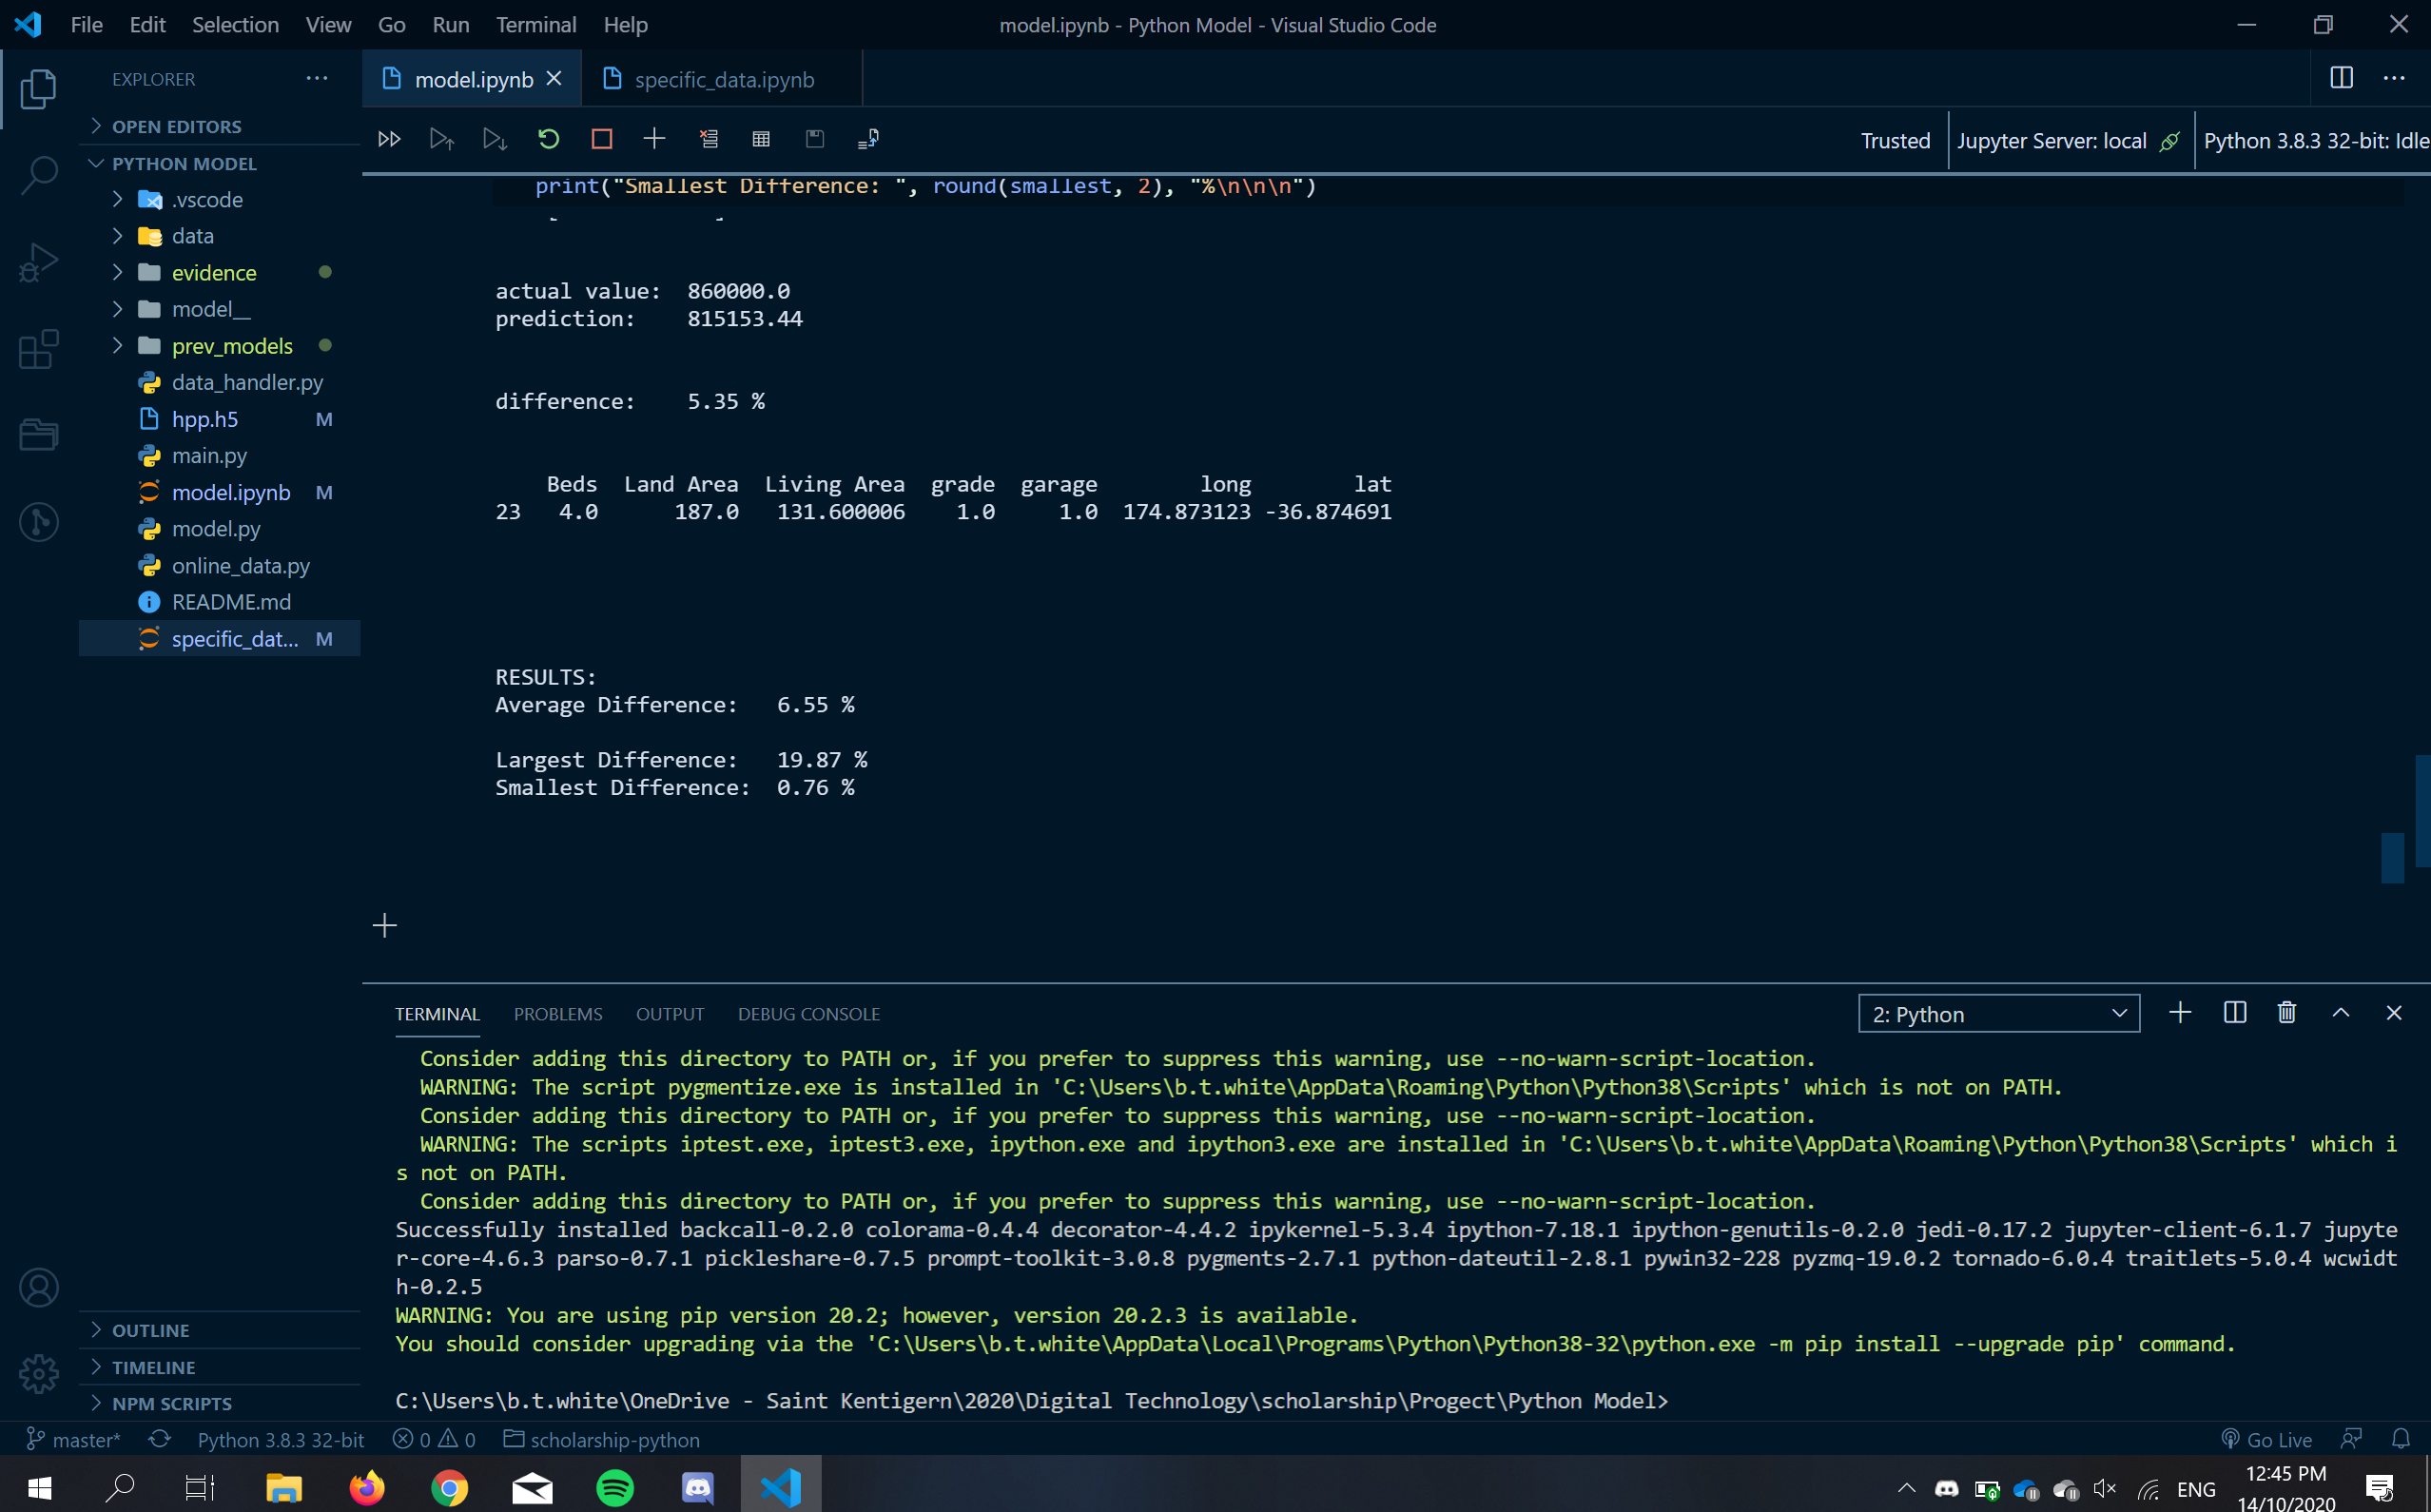 File Edit Selection View Go Run Terminal Help
model.ipynb - Python Model - Visual Studio Code
EXPLORER
OPEN EDITORS
PYTHON MODEL
.vscode
data
evidence
model__
prev_models
data_handler.py
hpp.h5 M
main.py
model.ipynb M
model.py
online_data.py
README.md
specific_dat... M
OUTLINE
TIMELINE
NPM SCRIPTS
model.ipynb
specific_data.ipynb
Trusted
Jupyter Server: local
Python 3.8.3 32-bit: Idle
print("Smallest Difference: ", round(smallest, 2), "%\n\n\n")
actual value: 860000.0
prediction: 815153.44
difference: 5.35 %
Beds Land Area Living Area grade garage long lat
23 4.0 187.0 131.600006 1.0 1.0 174.873123 -36.874691
RESULTS:
Average Difference: 6.55 %
Largest Difference: 19.87 %
Smallest Difference: 0.76 %
TERMINAL PROBLEMS OUTPUT DEBUG CONSOLE
2: Python
Consider adding this directory to PATH or, if you prefer to suppress this warning, use --no-warn-script-location.
WARNING: The script pygmentize.exe is installed in 'C:\Users\b.t.white\AppData\Roaming\Python\Python38\Scripts' which is not on PATH.
Consider adding this directory to PATH or, if you prefer to suppress this warning, use --no-warn-script-location.
WARNING: The scripts iptest.exe, iptest3.exe, ipython.exe and ipython3.exe are installed in 'C:\Users\b.t.white\AppData\Roaming\Python\Python38\Scripts' which i
s not on PATH.
Consider adding this directory to PATH or, if you prefer to suppress this warning, use --no-warn-script-location.
Successfully installed backcall-0.2.0 colorama-0.4.4 decorator-4.4.2 ipykernel-5.3.4 ipython-7.18.1 ipython-genutils-0.2.0 jedi-0.17.2 jupyter-client-6.1.7 jupyte
r-core-4.6.3 parso-0.7.1 pickleshare-0.7.5 prompt-toolkit-3.0.8 pygments-2.7.1 python-dateutil-2.8.1 pywin32-228 pyzmq-19.0.2 tornado-6.0.4 traitlets-5.0.4 wcwidt
h-0.2.5
WARNING: You are using pip version 20.2; however, version 20.2.3 is available.
You should consider upgrading via the 'C:\Users\b.t.white\AppData\Local\Programs\Python\Python38-32\python.exe -m pip install --upgrade pip' command.
C:\Users\b.t.white\OneDrive - Saint Kentigern\2020\Digital Technology\scholarship\Progect\Python Model>
master* Python 3.8.3 32-bit 0 0 scholarship-python Go Live
ENG
12:45 PM
14/10/2020